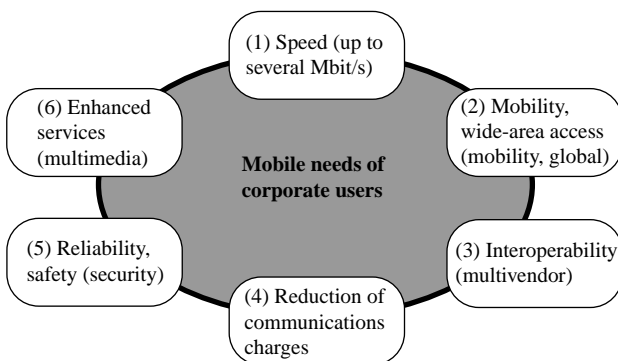 (1) Speed (up to
several Mbit/s)
(2) Mobility,
wide-area access
(mobility, global)
(3) Interoperability
(multivendor)
(4) Reduction of
communications
charges
(5) Reliability,
safety (security)
(6) Enhanced
services
(multimedia)
Mobile needs of
corporate users